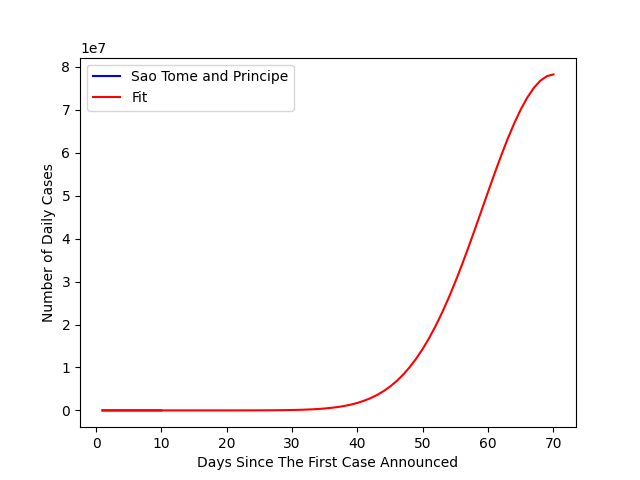 1e7
8
7
6
5
4
3
2
1
0
Number of Daily Cases
Sao Tome and Principe
Fit
0 10 20 30 40 50 60 70
Days Since The First Case Announced